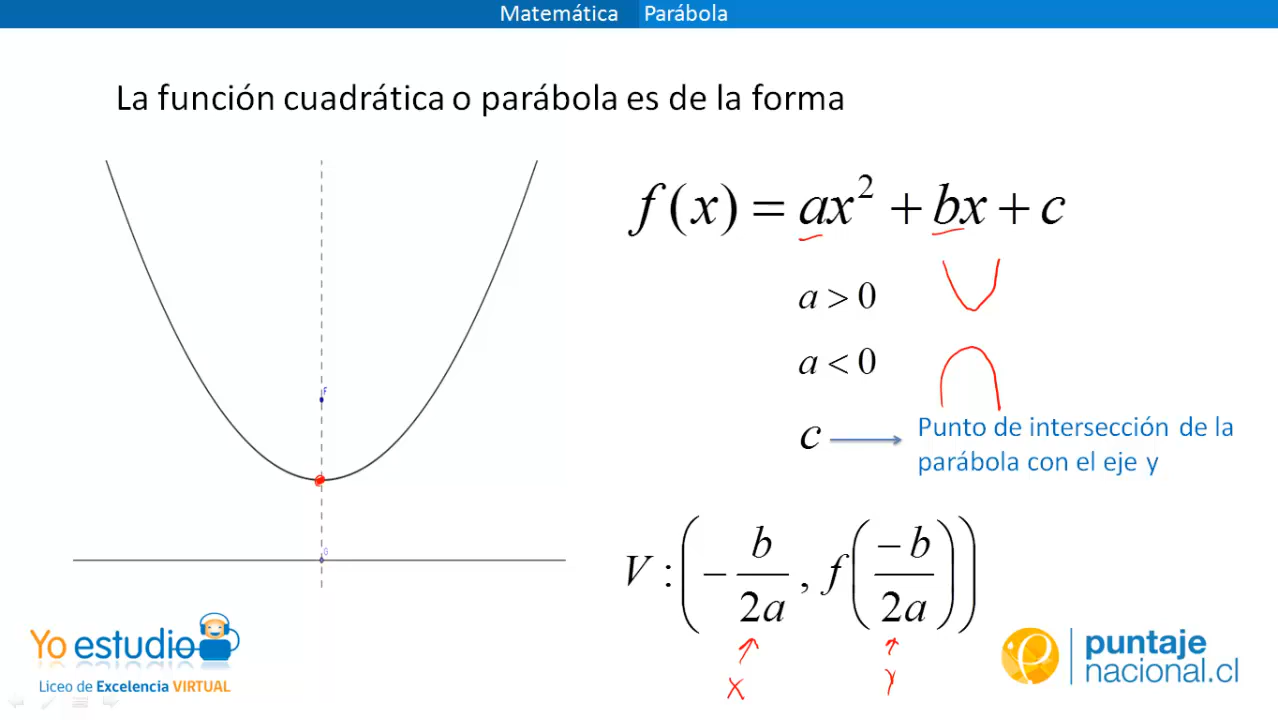 Matemática Parábola
La función cuadrática o parábola es de la forma
f(x) = ax² + bx + c
a > 0
a < 0
c → Punto de intersección de la
parábola con el eje y
F
G
V : ( − b/2a , f( −b/2a ) )
x
y
Yo estudio
Liceo de Excelencia VIRTUAL
puntaje
nacional.cl